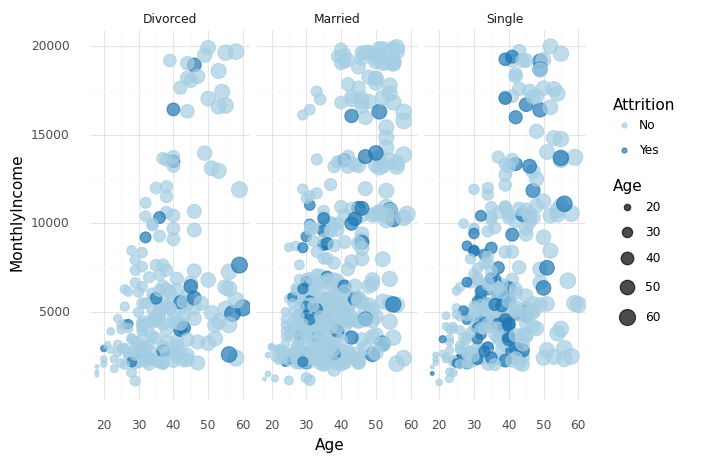 Divorced Married Single
20000
15000
10000
5000
MonthlyIncome
20 30 40 50 60 20 30 40 50 60 20 30 40 50 60
Age
Attrition
No
Yes
Age
20
30
40
50
60